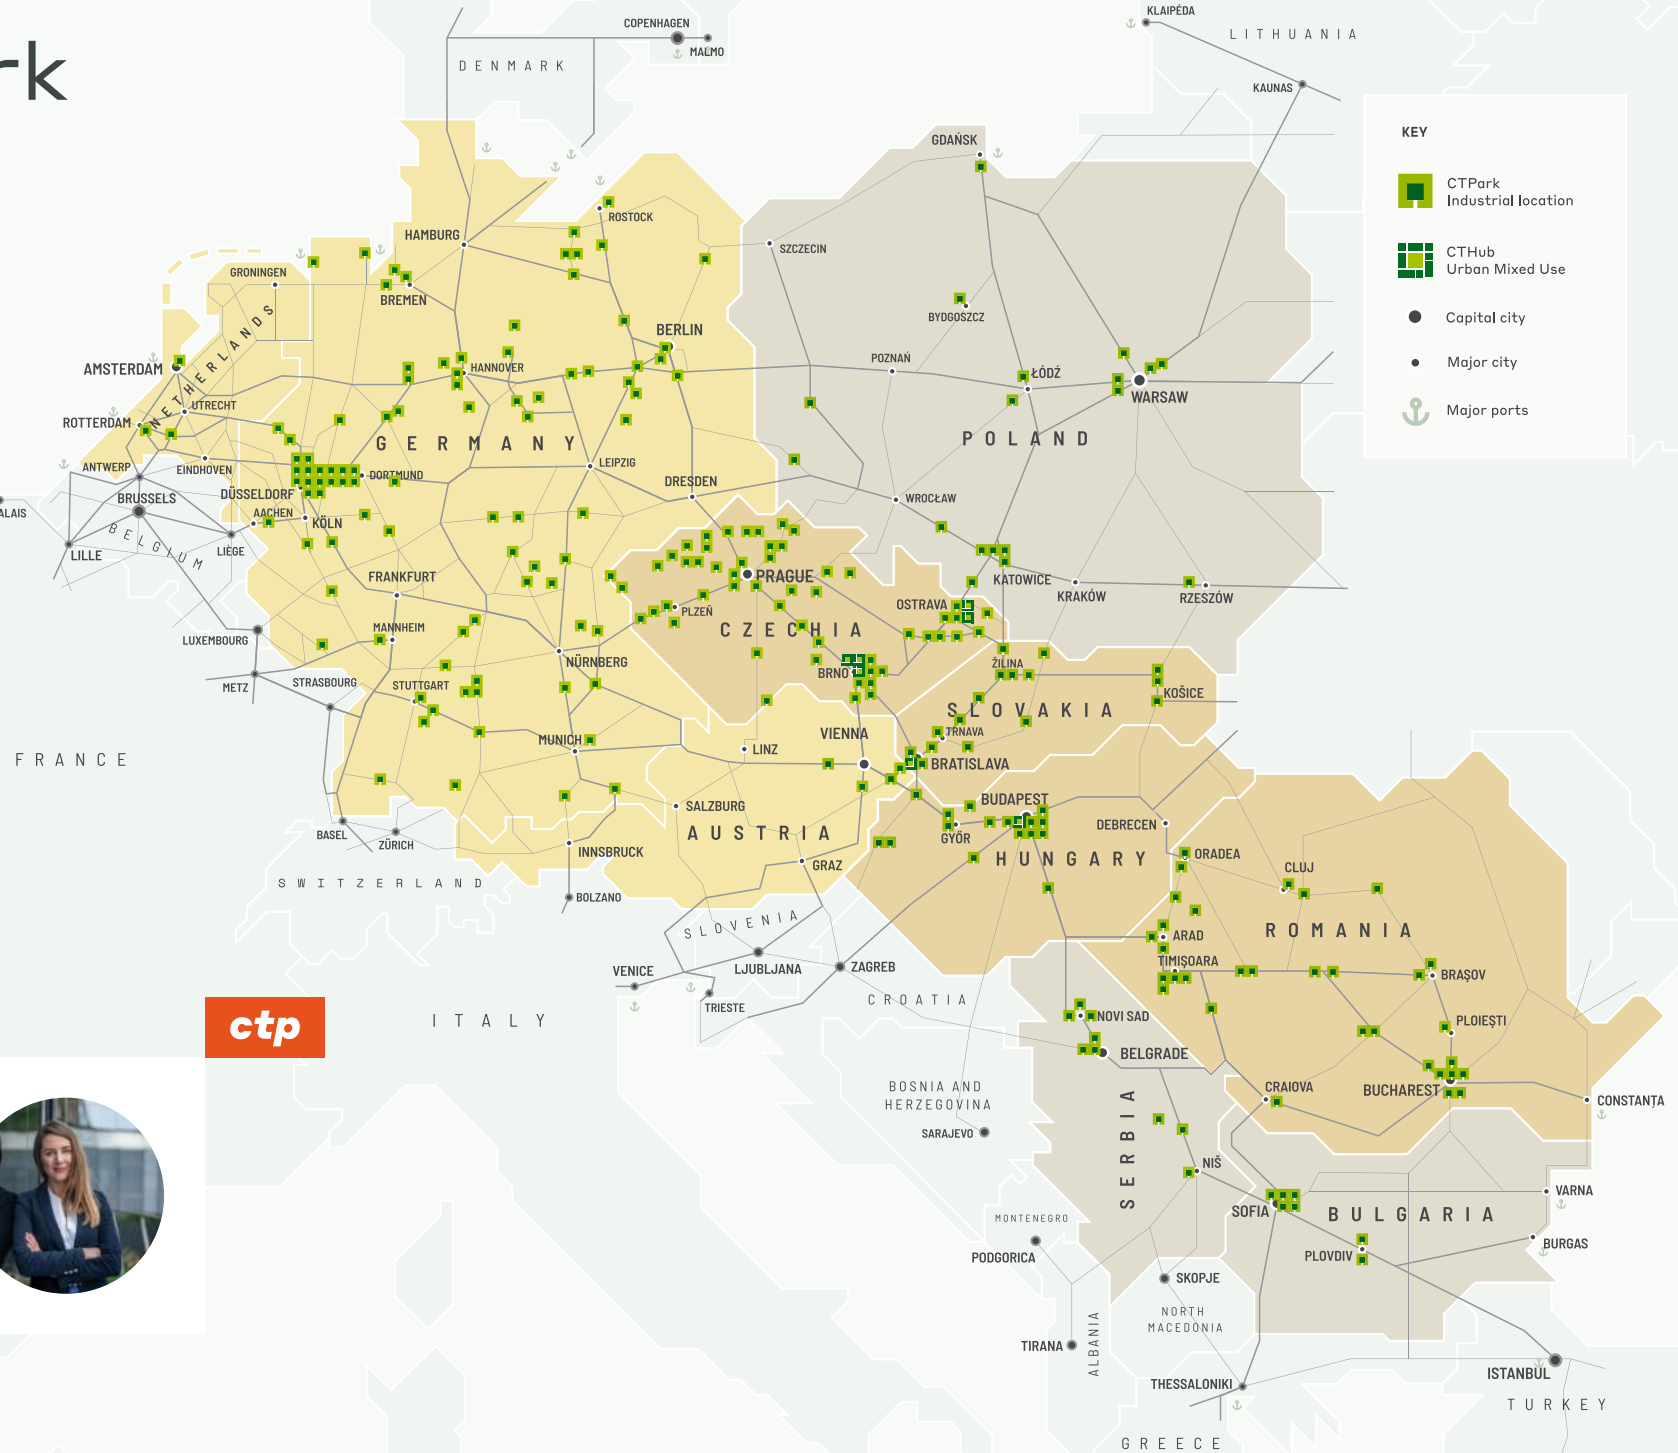 rk
COPENHAGEN
MALMO
DENMARK
KLAIPĖDA
LITHUANIA
KAUNAS
KEY
CTPark
Industrial location
CTHub
Urban Mixed Use
Capital city
Major city
Major ports
GDAŃSK
ROSTOCK
HAMBURG
SZCZECIN
GRONINGEN
BREMEN
BYDGOSZCZ
BERLIN
NETHERLANDS
AMSTERDAM
HANNOVER
POZNAŃ
ŁÓDŹ
WARSAW
UTRECHT
ROTTERDAM
GERMANY
POLAND
ANTWERP
EINDHOVEN
DORTMUND
LEIPZIG
DRESDEN
BRUSSELS
DÜSSELDORF
WROCŁAW
ALAIS
AACHEN
KÖLN
BELGIUM
LILLE
LIÈGE
FRANKFURT
PRAGUE
KATOWICE
KRAKÓW
RZESZÓW
PLZEŇ
OSTRAVA
CZECHIA
MANNHEIM
LUXEMBOURG
NÜRNBERG
BRNO
ŽILINA
METZ
STRASBOURG
STUTTGART
KOŠICE
SLOVAKIA
MUNICH
LINZ
VIENNA
TRNAVA
FRANCE
BRATISLAVA
SALZBURG
BUDAPEST
BASEL
ZÜRICH
AUSTRIA
GYÖR
DEBRECEN
INNSBRUCK
GRAZ
HUNGARY
ORADEA
CLUJ
SWITZERLAND
BOLZANO
SLOVENIA
ROMANIA
ARAD
VENICE
LJUBLJANA
ZAGREB
TIMIȘOARA
BRAȘOV
TRIESTE
CROATIA
ctp
ITALY
NOVI SAD
PLOIEȘTI
BELGRADE
BOSNIA AND
HERZEGOVINA
CRAIOVA
BUCHAREST
CONSTANȚA
SARAJEVO
SERBIA
NIŠ
VARNA
MONTENEGRO
SOFIA
BULGARIA
PODGORICA
PLOVDIV
BURGAS
SKOPJE
NORTH
MACEDONIA
TIRANA
ALBANIA
ISTANBUL
THESSALONIKI
TURKEY
GREECE